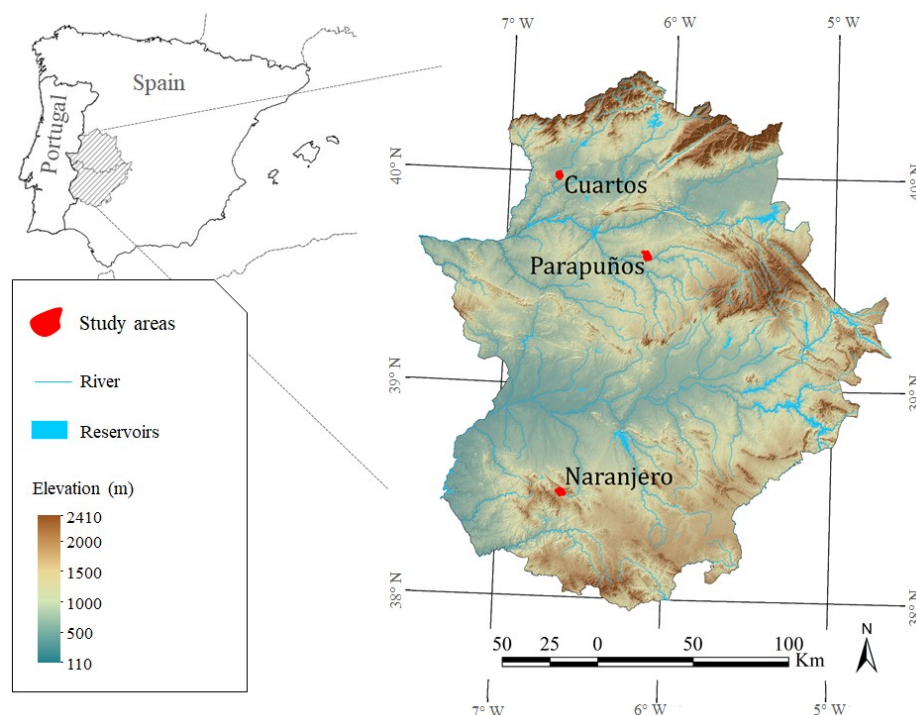 7° W
6° W
5° W
Spain
Portugal
40° N
40° N
Cuartos
Parapuños
Study areas
River
39° N
39° N
Reservoirs
Elevation (m)
Naranjero
2410
2000
1500
1000
500
110
38° N
38° N
50 25 0 50 100
Km
N
7° W
6° W
5° W